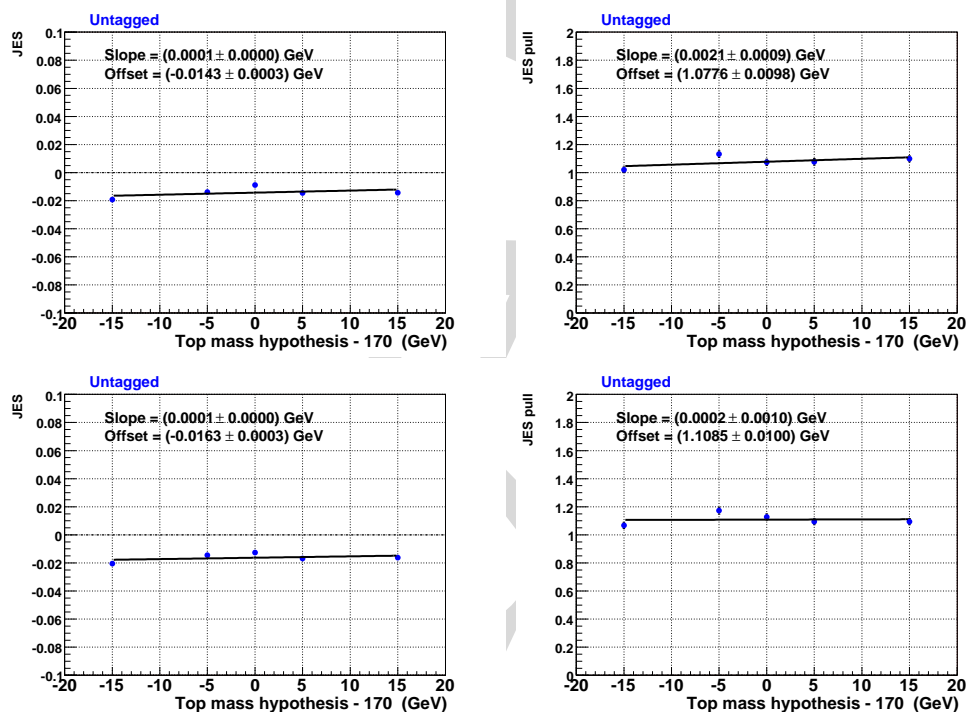 Untagged
JES
Slope = (0.0001 ± 0.0000) GeV
Offset = (-0.0143 ± 0.0003) GeV
0.1
0.08
0.06
0.04
0.02
0
-0.02
-0.04
-0.06
-0.08
-0.1
-20 -15 -10 -5 0 5 10 15 20
Top mass hypothesis - 170 (GeV)
Untagged
JES pull
Slope = (0.0021 ± 0.0009) GeV
Offset = (1.0776 ± 0.0098) GeV
2
1.8
1.6
1.4
1.2
1
0.8
0.6
0.4
0.2
0
-20 -15 -10 -5 0 5 10 15 20
Top mass hypothesis - 170 (GeV)
Untagged
JES
Slope = (0.0001 ± 0.0000) GeV
Offset = (-0.0163 ± 0.0003) GeV
0.1
0.08
0.06
0.04
0.02
0
-0.02
-0.04
-0.06
-0.08
-0.1
-20 -15 -10 -5 0 5 10 15 20
Top mass hypothesis - 170 (GeV)
Untagged
JES pull
Slope = (0.0002 ± 0.0010) GeV
Offset = (1.1085 ± 0.0100) GeV
2
1.8
1.6
1.4
1.2
1
0.8
0.6
0.4
0.2
0
-20 -15 -10 -5 0 5 10 15 20
Top mass hypothesis - 170 (GeV)